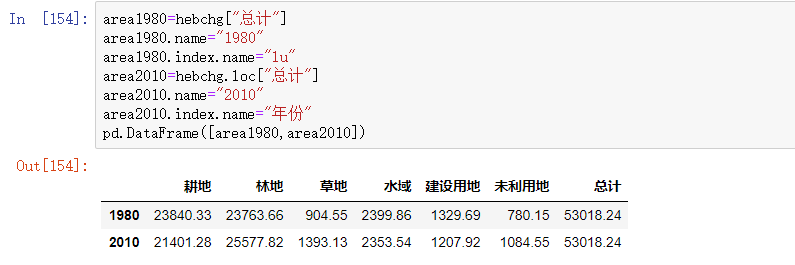 In [154]:
area1980=hebchg["总计"]
area1980.name="1980"
area1980.index.name="lu"
area2010=hebchg.loc["总计"]
area2010.name="2010"
area2010.index.name="年份"
pd.DataFrame([area1980,area2010])
Out[154]:
耕地 林地 草地 水域 建设用地 未利用地 总计
1980 23840.33 23763.66 904.55 2399.86 1329.69 780.15 53018.24
2010 21401.28 25577.82 1393.13 2353.54 1207.92 1084.55 53018.24